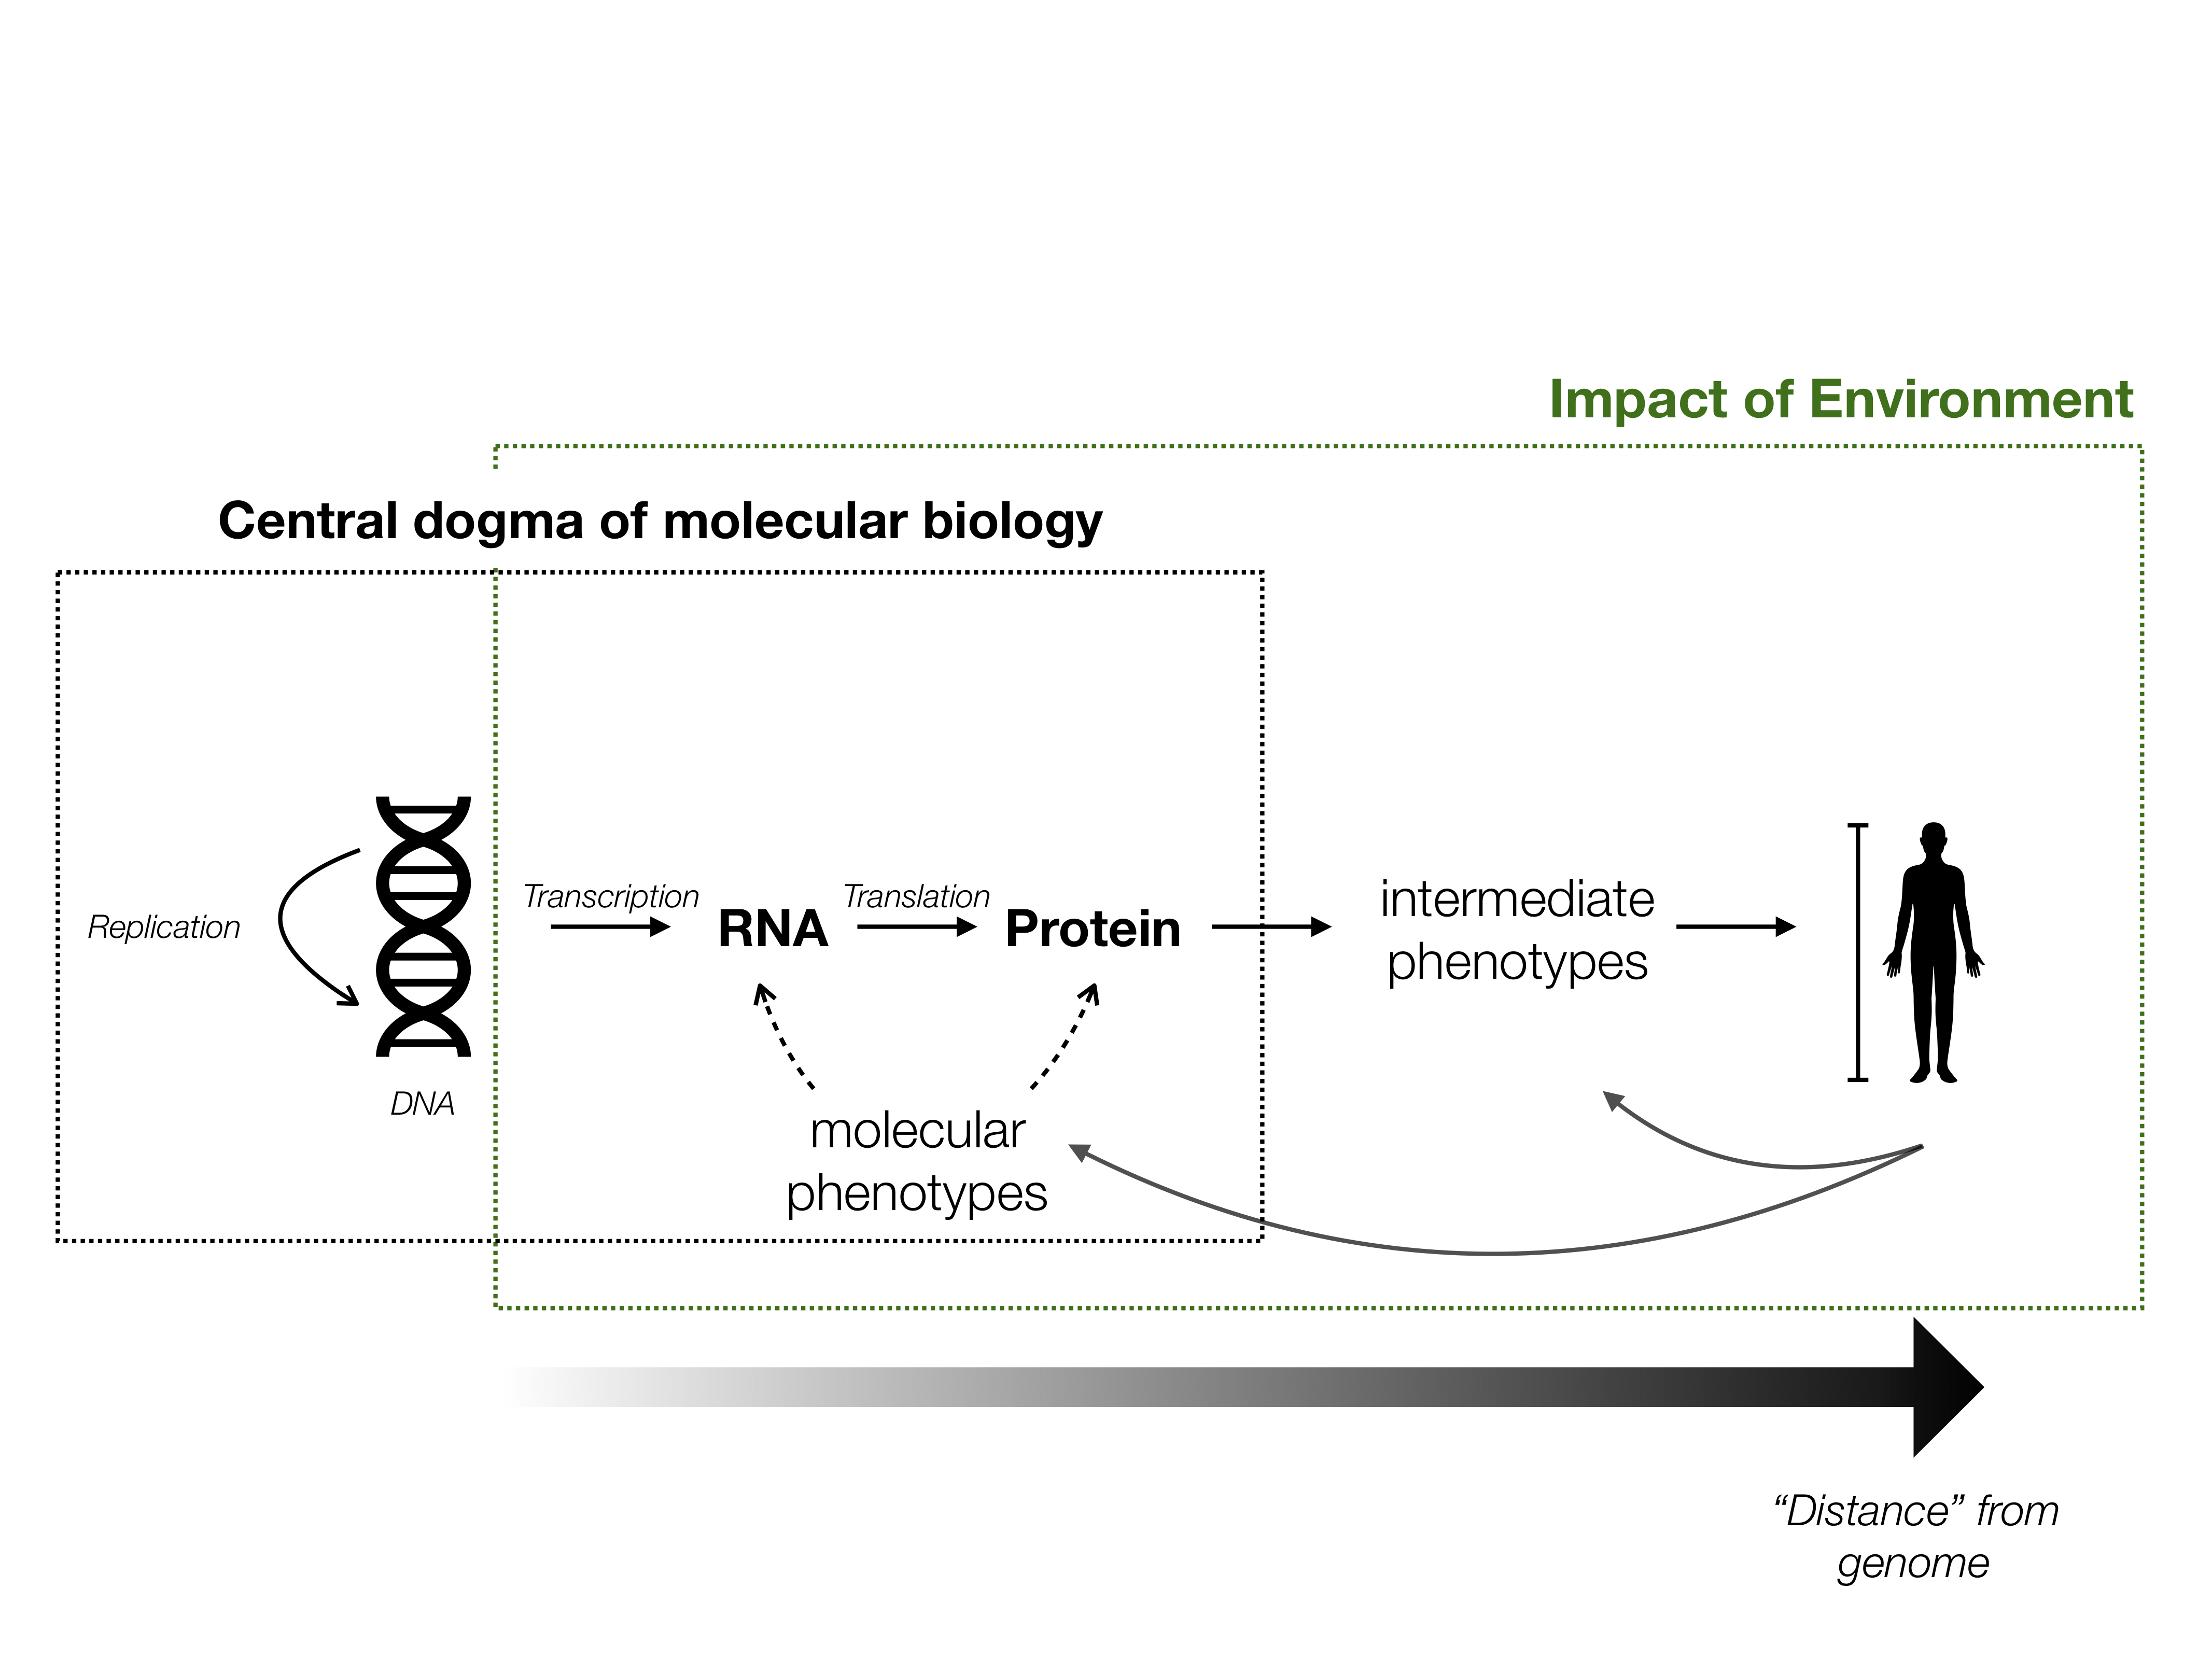 Impact of Environment
Central dogma of molecular biology
Replication
DNA
Transcription
RNA
Translation
Protein
molecular
phenotypes
intermediate
phenotypes
“Distance” from
genome